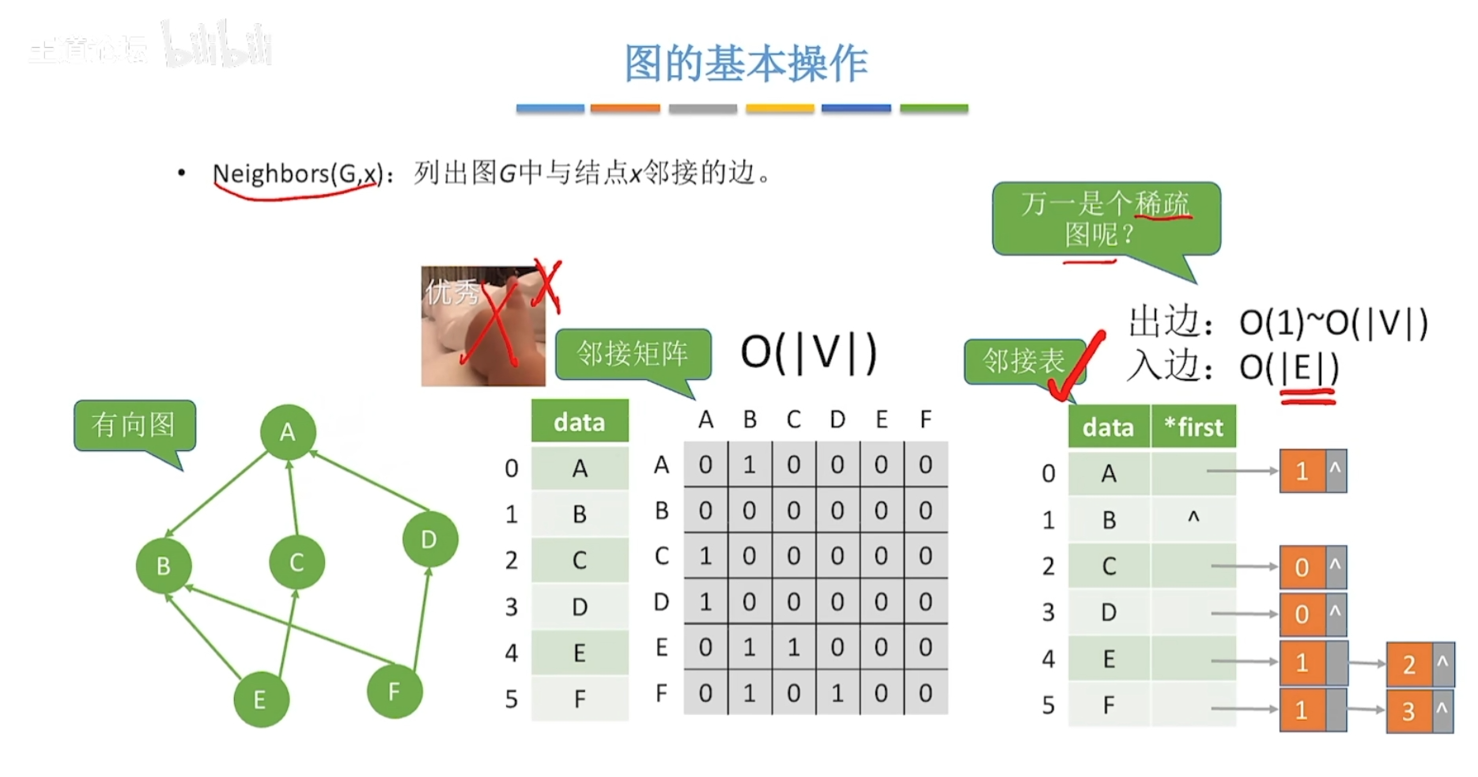 王道论坛 bilibili
图的基本操作
• Neighbors(G,x)：列出图G中与结点x邻接的边。
万一是个稀疏
图呢？
优秀
出边：O(1)~O(|V|)
入边：O(|E|)
邻接矩阵
O(|V|)
邻接表
有向图
A
B
C
D
E
F
data
0 A
1 B
2 C
3 D
4 E
5 F
A B C D E F
A 0 1 0 0 0 0
B 0 0 0 0 0 0
C 1 0 0 0 0 0
D 1 0 0 0 0 0
E 0 1 1 0 0 0
F 0 1 0 1 0 0
data *first
0 A 1 ^
1 B ^
2 C 0 ^
3 D 0 ^
4 E 1 2 ^
5 F 1 3 ^